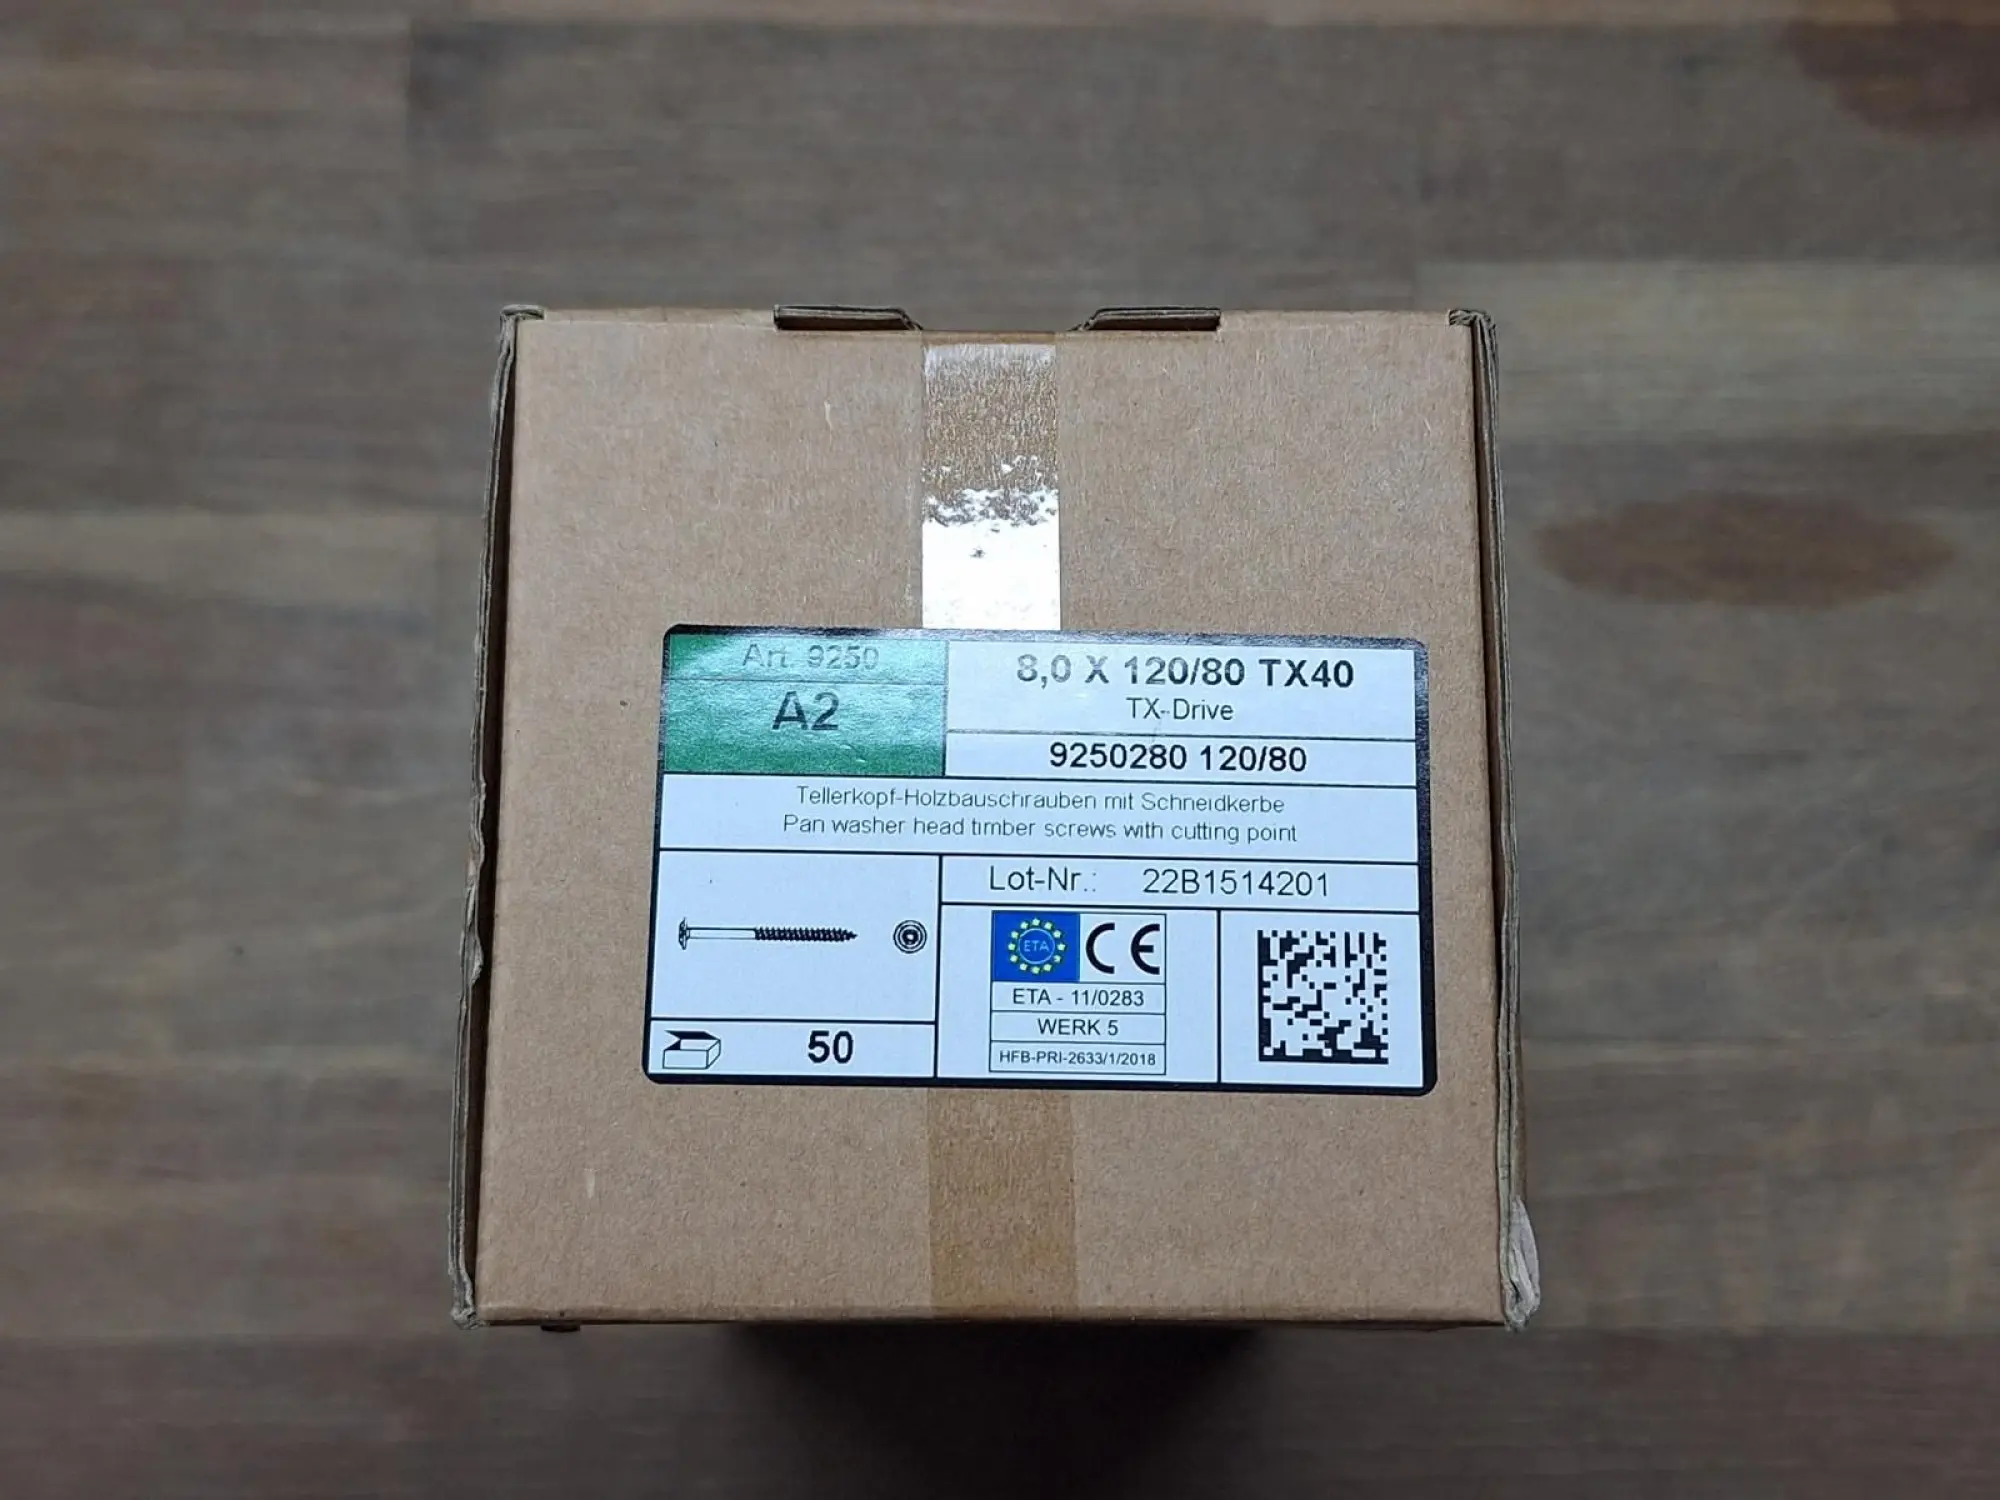 Art. 9250
A2
8,0 X 120/80 TX40
TX-Drive
9250280 120/80
Tellerkopf-Holzbauschrauben mit Schneidkerbe
Pan washer head timber screws with cutting point
Lot-Nr.: 22B1514201
ETA
CE
ETA - 11/0283
WERK 5
HFB-PRI-2633/1/2018
50